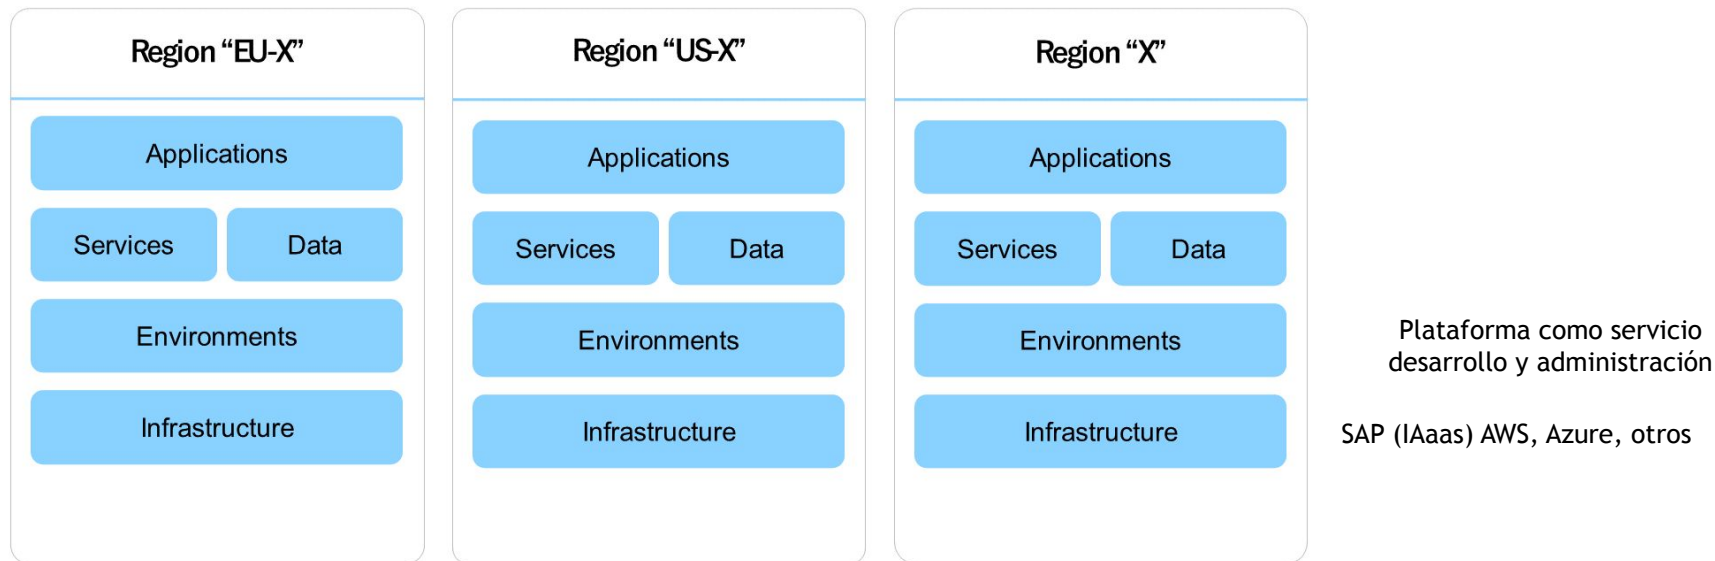 Region “EU-X”
Applications
Services
Data
Environments
Infrastructure
Region “US-X”
Applications
Services
Data
Environments
Infrastructure
Region “X”
Applications
Services
Data
Environments
Infrastructure
Plataforma como servicio
desarrollo y administración
SAP (IAaas) AWS, Azure, otros